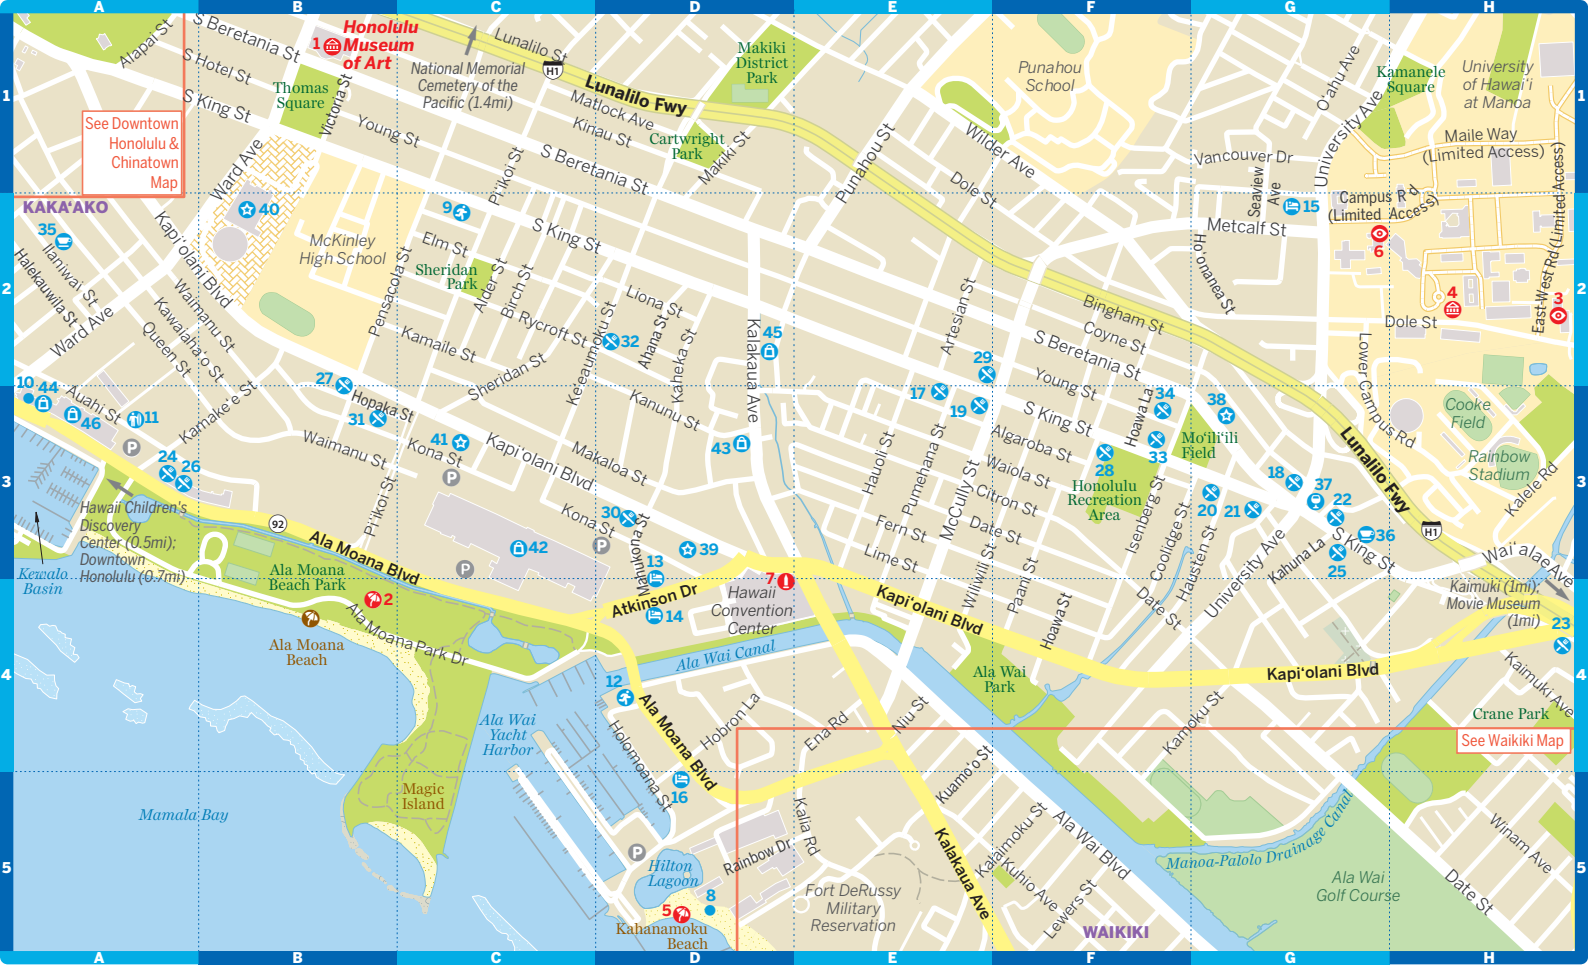 A
B
C
D
E
F
G
H
1
2
3
4
5
See Downtown
Honolulu &
Chinatown
Map
KAKA‘AKO
1
Honolulu
Museum
of Art
National Memorial
Cemetery of the
Pacific (1.4mi)
Thomas
Square
Alapai St
S Beretania St
S Hotel St
S King St
Victoria St
Young St
Lunalilo St
H1
Lunalilo Fwy
Matlock Ave
Kinau St
Cartwright
Park
Makiki St
Makiki
District
Park
S Beretania St
Pi‘ikoi St
Ward Ave
Punahou St
Wilder Ave
Dole St
Punahou
School
Vancouver Dr
Seaview
Ave
O‘ahu Ave
University Ave
Kamanele
Square
University
of Hawai‘i
at Manoa
Maile Way
(Limited Access)
Campus Rd
(Limited Access)
East-West Rd (Limited Access)
15
6
4
3
Metcalf St
Ho‘onanea St
Dole St
Lower Campus Rd
35
40
9
Ilaniwai St
Halekauwila St
Ward Ave
Kapi‘olani Blvd
Waimanu St
Kawaiaha‘o St
Queen St
McKinley
High School
Pensacola St
Elm St
Sheridan
Park
Alder St
Birch St
Rycroft St
Kamaile St
Sheridan St
S King St
Liona St
Ke‘eaumoku St
32
Ahana St
Kaheka St
Kanunu St
Kalakaua Ave
45
Artesian St
29
17
19
Bingham St
Coyne St
S Beretania St
Young St
S King St
Hoawa La
34
38
Mo‘ili‘ili
Field
33
28
Honolulu
Recreation
Area
Isenberg St
Coolidge St
Hausten St
20
21
18
37
22
36
25
S King St
University Ave
Kahuna La
Lunalilo Fwy
H1
Cooke
Field
Rainbow
Stadium
Kalele Rd
Wai‘alae Ave
Kaimuki (1mi);
Movie Museum
(1mi)
23
Kaimuki Ave
Crane Park
See Waikiki Map
10
44
46
Auahi St
11
P
Kamake‘e St
24
26
27
Hopaka St
31
Waimanu St
Kona St
41
P
Kapi‘olani Blvd
Makaloa St
43
Pi‘ikoi St
Kona St
30
P
42
P
39
Mahukona St
13
14
Atkinson Dr
7
Hawaii
Convention
Center
Hauoli St
Pumehana St
McCully St
Algaroba St
Waiola St
Citron St
Date St
Fern St
Lime St
Wiliwili St
Paani St
Hoawa St
Date St
Kapi‘olani Blvd
Kapi‘olani Blvd
Hawaii Children's
Discovery
Center (0.5mi);
Downtown
Honolulu (0.7mi)
Kewalo
Basin
92
Ala Moana Blvd
Ala Moana
Beach Park
2
Ala Moana
Beach
Ala Moana Park Dr
Ala Wai Canal
12
Ala Wai
Yacht
Harbor
Ala Moana Blvd
Hobron La
Holomoana St
16
Ena Rd
Niu St
Ala Wai
Park
Kamoku St
Magic
Island
Mamala Bay
P
Hilton
Lagoon
Rainbow Dr
Kalia Rd
5
8
Kahanamoku
Beach
Fort DeRussy
Military
Reservation
Kalakaua Ave
Kuamo‘o St
Kalaimoku St
Kuhio Ave
Lewers St
Ala Wai Blvd
WAIKIKI
Manoa-Palolo Drainage Canal
Ala Wai
Golf Course
Date St
Winam Ave
1
2
3
4
5
A
B
C
D
E
F
G
H